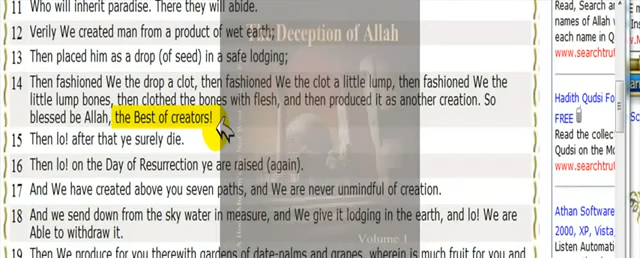 11 Who will inherit paradise. There they will abide.
12 Verily We created man from a product of wet earth;
13 Then placed him as a drop (of seed) in a safe lodging;
14 Then fashioned We the drop a clot, then fashioned We the clot a little lump, then fashioned We the
little lump bones, then clothed the bones with flesh, and then produced it as another creation. So
blessed be Allah, the Best of creators!
15 Then lo! after that ye surely die.
16 Then lo! on the Day of Resurrection ye are raised (again).
17 And We have created above you seven paths, and We are never unmindful of creation.
18 And we send down from the sky water in measure, and We give it lodging in the earth, and lo! We are
Able to withdraw it.
19 Then We produce for you therewith gardens of date-palms and grapes, wherein is much fruit for you and
The Deception of Allah
Volume 1
Read, Search
names of Allah
each name in Q
www.searchtrut
Hadith Qudsi Fo
FREE
Read the collec
Qudsi on the Mo
www.searchtrut
Athan Software
2000, XP, Vista
Listen Automati